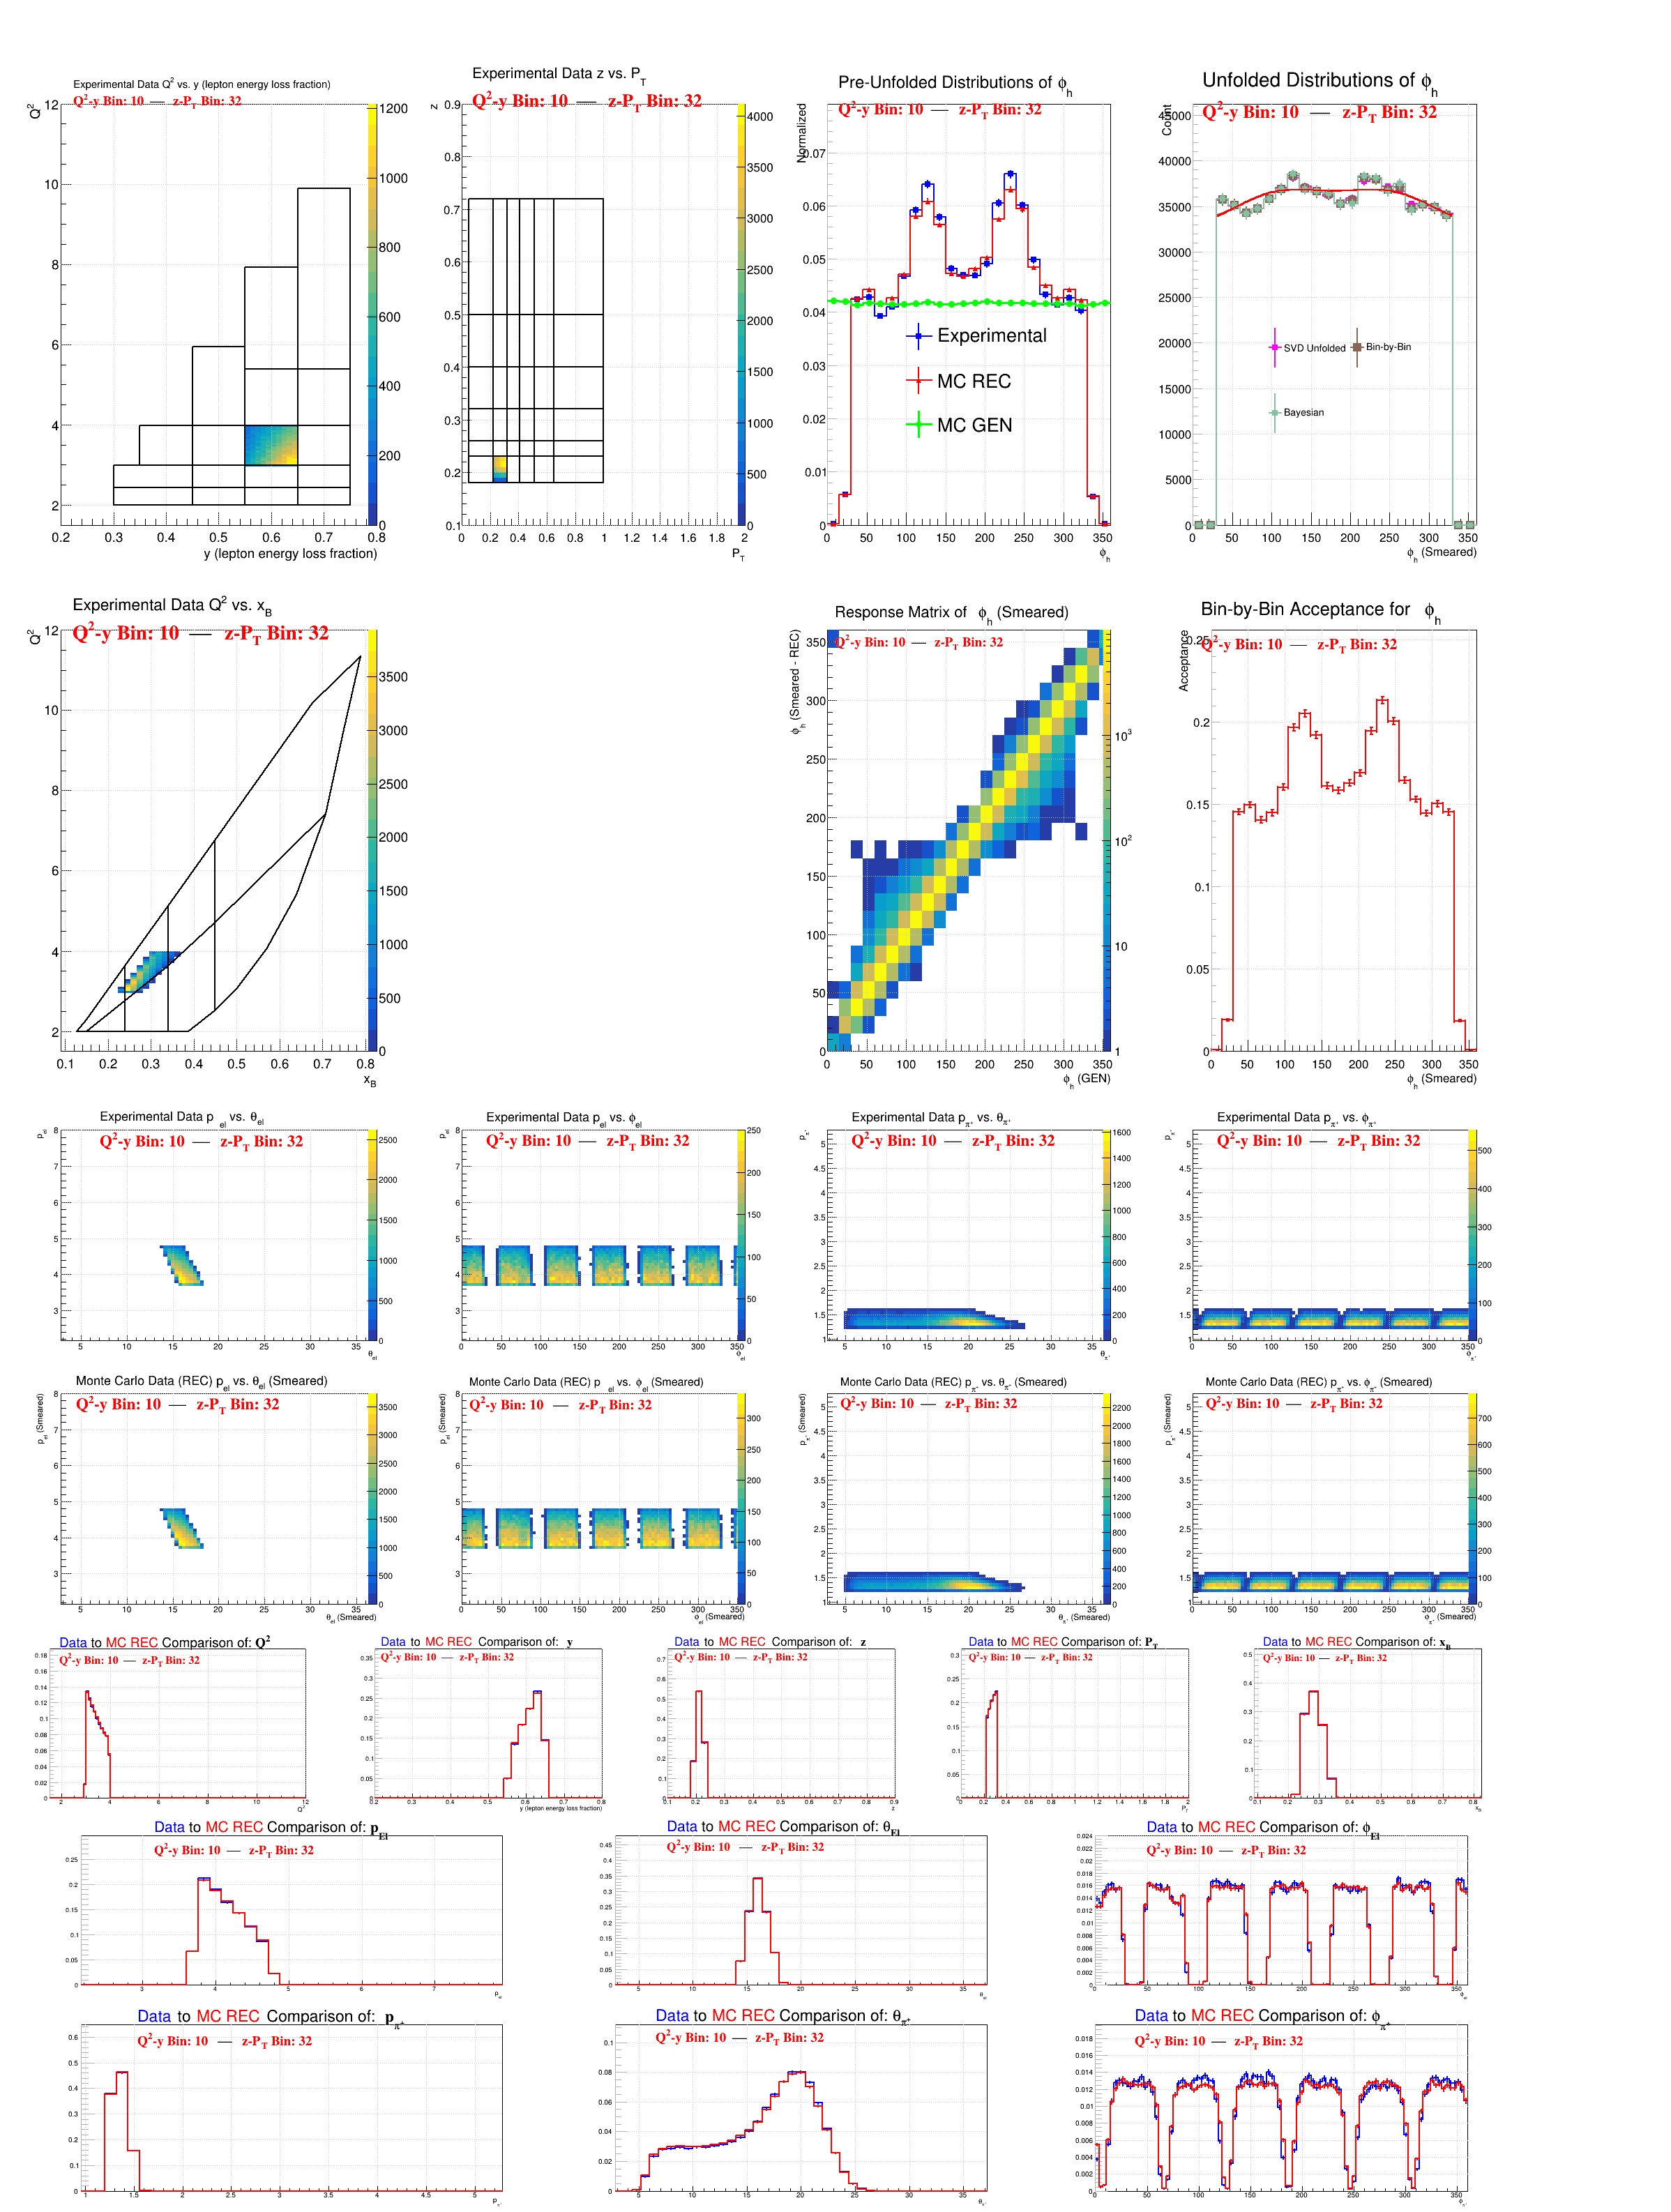 Experimental Data Q² vs. y (lepton energy loss fraction)
Q²-y Bin: 10 — z-P_T Bin: 32
Q²
y (lepton energy loss fraction)
Experimental Data z vs. P_T
Q²-y Bin: 10 — z-P_T Bin: 32
z
P_T
Pre-Unfolded Distributions of ϕ_h
Q²-y Bin: 10 — z-P_T Bin: 32
Normalized
Experimental
MC REC
MC GEN
ϕ_h
Unfolded Distributions of ϕ_h
Q²-y Bin: 10 — z-P_T Bin: 32
Count
SVD Unfolded
Bin-by-Bin
Bayesian
ϕ_h (Smeared)
Experimental Data Q² vs. x_B
Q²-y Bin: 10 — z-P_T Bin: 32
Q²
x_B
Response Matrix of ϕ_h (Smeared)
Q²-y Bin: 10 — z-P_T Bin: 32
ϕ_h (Smeared - REC)
ϕ_h (GEN)
Bin-by-Bin Acceptance for ϕ_h
Q²-y Bin: 10 — z-P_T Bin: 32
Acceptance
ϕ_h (Smeared)
Experimental Data p_el vs. θ_el
Q²-y Bin: 10 — z-P_T Bin: 32
p_el
θ_el
Experimental Data p_el vs. ϕ_el
Q²-y Bin: 10 — z-P_T Bin: 32
p_el
ϕ_el
Experimental Data p_π⁺ vs. θ_π⁺
Q²-y Bin: 10 — z-P_T Bin: 32
p_π⁺
θ_π⁺
Experimental Data p_π⁺ vs. ϕ_π⁺
Q²-y Bin: 10 — z-P_T Bin: 32
p_π⁺
ϕ_π⁺
Monte Carlo Data (REC) p_el vs. θ_el (Smeared)
Q²-y Bin: 10 — z-P_T Bin: 32
p_el (Smeared)
θ_el (Smeared)
Monte Carlo Data (REC) p_el vs. ϕ_el (Smeared)
Q²-y Bin: 10 — z-P_T Bin: 32
p_el (Smeared)
ϕ_el (Smeared)
Monte Carlo Data (REC) p_π⁺ vs. θ_π⁺ (Smeared)
Q²-y Bin: 10 — z-P_T Bin: 32
p_π⁺ (Smeared)
θ_π⁺ (Smeared)
Monte Carlo Data (REC) p_π⁺ vs. ϕ_π⁺ (Smeared)
Q²-y Bin: 10 — z-P_T Bin: 32
p_π⁺ (Smeared)
ϕ_π⁺ (Smeared)
Data to MC REC Comparison of: Q²
Q²-y Bin: 10 — z-P_T Bin: 32
Q²
Data to MC REC Comparison of: y
Q²-y Bin: 10 — z-P_T Bin: 32
y (lepton energy loss fraction)
Data to MC REC Comparison of: z
Q²-y Bin: 10 — z-P_T Bin: 32
z
Data to MC REC Comparison of: P_T
Q²-y Bin: 10 — z-P_T Bin: 32
P_T
Data to MC REC Comparison of: x_B
Q²-y Bin: 10 — z-P_T Bin: 32
x_B
Data to MC REC Comparison of: p_El
Q²-y Bin: 10 — z-P_T Bin: 32
p_el
Data to MC REC Comparison of: θ_El
Q²-y Bin: 10 — z-P_T Bin: 32
θ_el
Data to MC REC Comparison of: ϕ_El
Q²-y Bin: 10 — z-P_T Bin: 32
ϕ_el
Data to MC REC Comparison of: p_π⁺
Q²-y Bin: 10 — z-P_T Bin: 32
p_π⁺
Data to MC REC Comparison of: θ_π⁺
Q²-y Bin: 10 — z-P_T Bin: 32
θ_π⁺
Data to MC REC Comparison of: ϕ_π⁺
Q²-y Bin: 10 — z-P_T Bin: 32
ϕ_π⁺